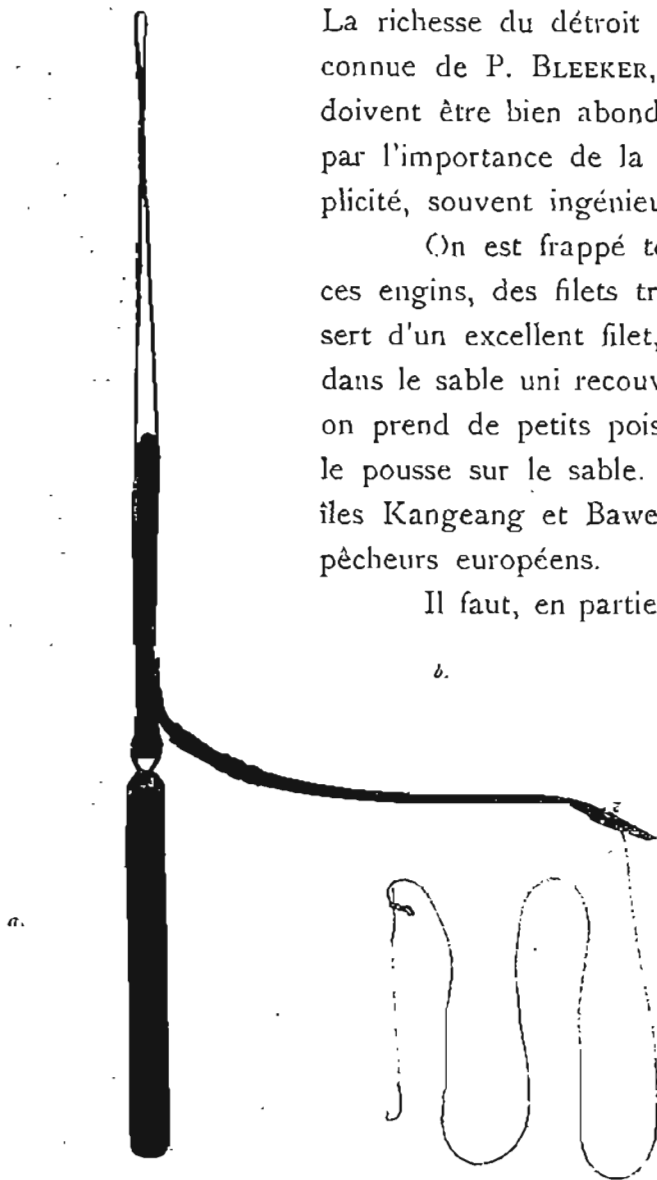 La richesse du détroit
connue de P. BLEEKER,
doivent être bien abond
par l'importance de la
plicité, souvent ingénieu
On est frappé to
ces engins, des filets tr
sert d'un excellent filet,
dans le sable uni recouv
on prend de petits pois
le pousse sur le sable.
îles Kangeang et Bawe
pêcheurs européens.
Il faut, en partie
b.
z
a.